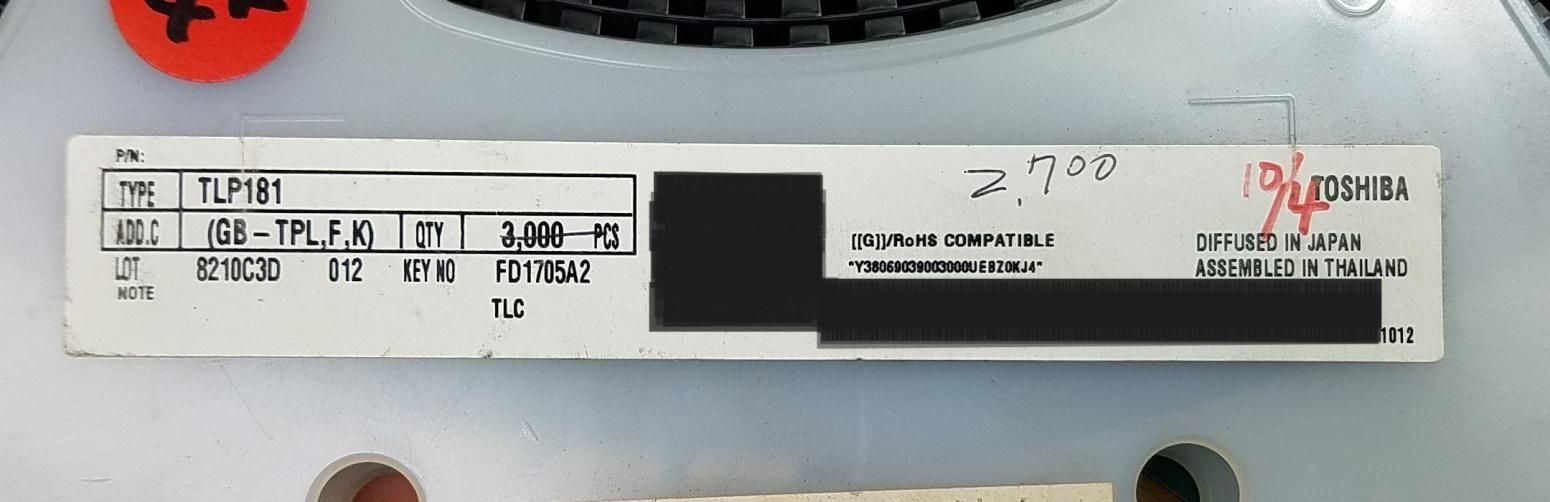 P/N:
TYPE TLP181
ADD.C (GB-TPL,F,K) QTY 3,000 PCS
LOT 8210C3D 012 KEY NO FD1705A2
NOTE
TLC
2,700
[[G]]/RoHS COMPATIBLE
"Y38069039003000UEBZ0KJ4"
10/4
TOSHIBA
DIFFUSED IN JAPAN
ASSEMBLED IN THAILAND
1012